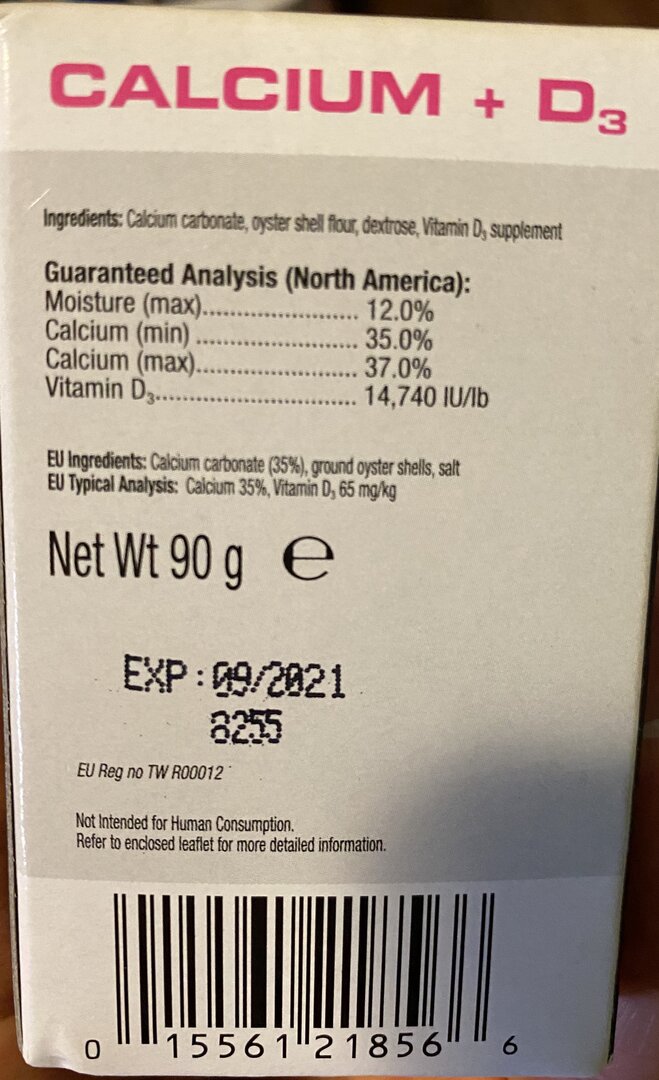 CALCIUM + D3
Ingredients: Calcium carbonate, oyster shell flour, dextrose, Vitamin D3 supplement
Guaranteed Analysis (North America):
Moisture (max)........................ 12.0%
Calcium (min) ......................... 35.0%
Calcium (max)......................... 37.0%
Vitamin D3............................... 14,740 IU/lb
EU Ingredients: Calcium carbonate (35%), ground oyster shells, salt
EU Typical Analysis: Calcium 35%, Vitamin D3 65 mg/kg
Net Wt 90 g ℮
EXP:09/2021
8255
EU Reg no TW R00012
Not Intended for Human Consumption.
Refer to enclosed leaflet for more detailed information.
0 15561 21856 6